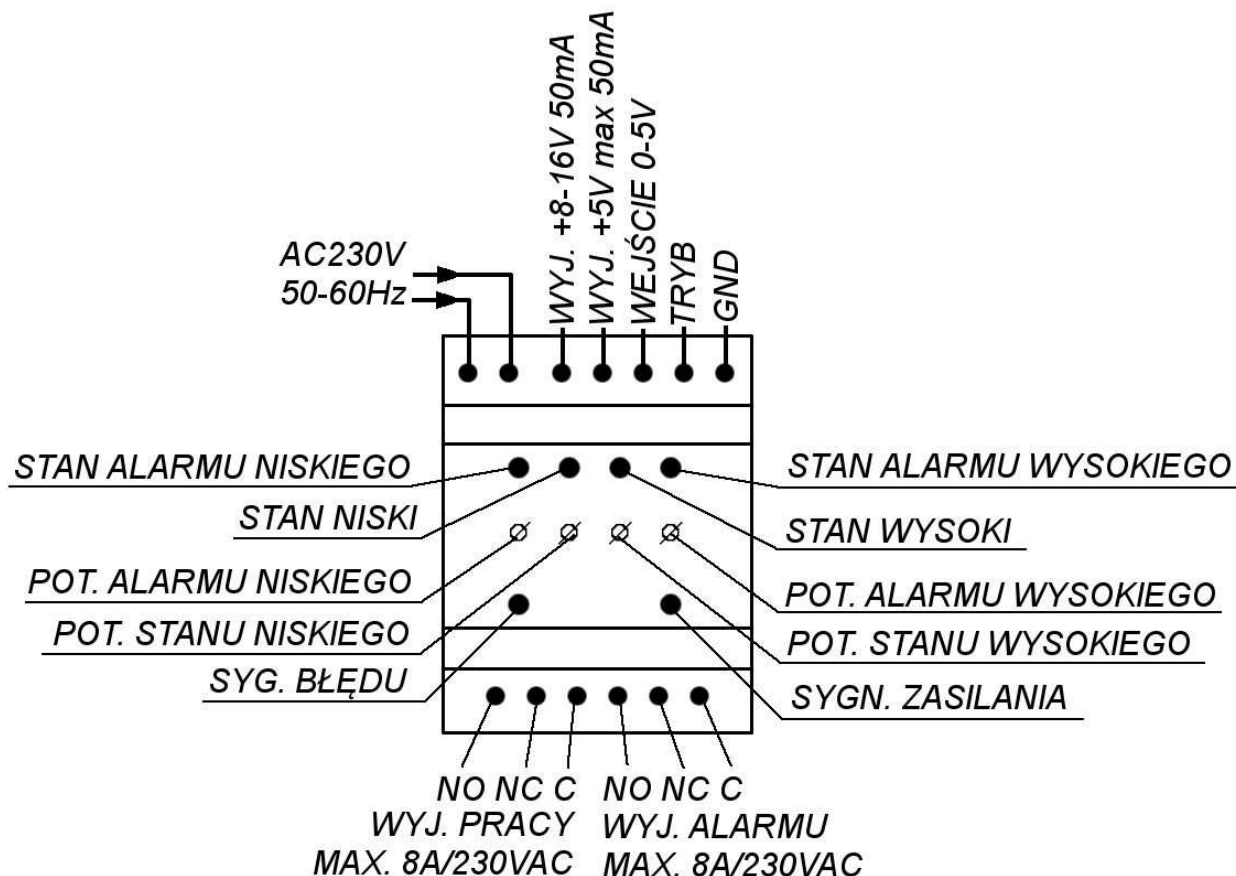 WYJ. +8-16V 50mA
WYJ. +5V max 50mA
WEJŚCIE 0-5V
TRYB
GND
AC230V
50-60Hz
STAN ALARMU NISKIEGO
STAN ALARMU WYSOKIEGO
STAN NISKI
STAN WYSOKI
POT. ALARMU NISKIEGO
POT. ALARMU WYSOKIEGO
POT. STANU NISKIEGO
POT. STANU WYSOKIEGO
SYG. BŁĘDU
SYGN. ZASILANIA
NO NC C
WYJ. PRACY
MAX. 8A/230VAC
NO NC C
WYJ. ALARMU
MAX. 8A/230VAC